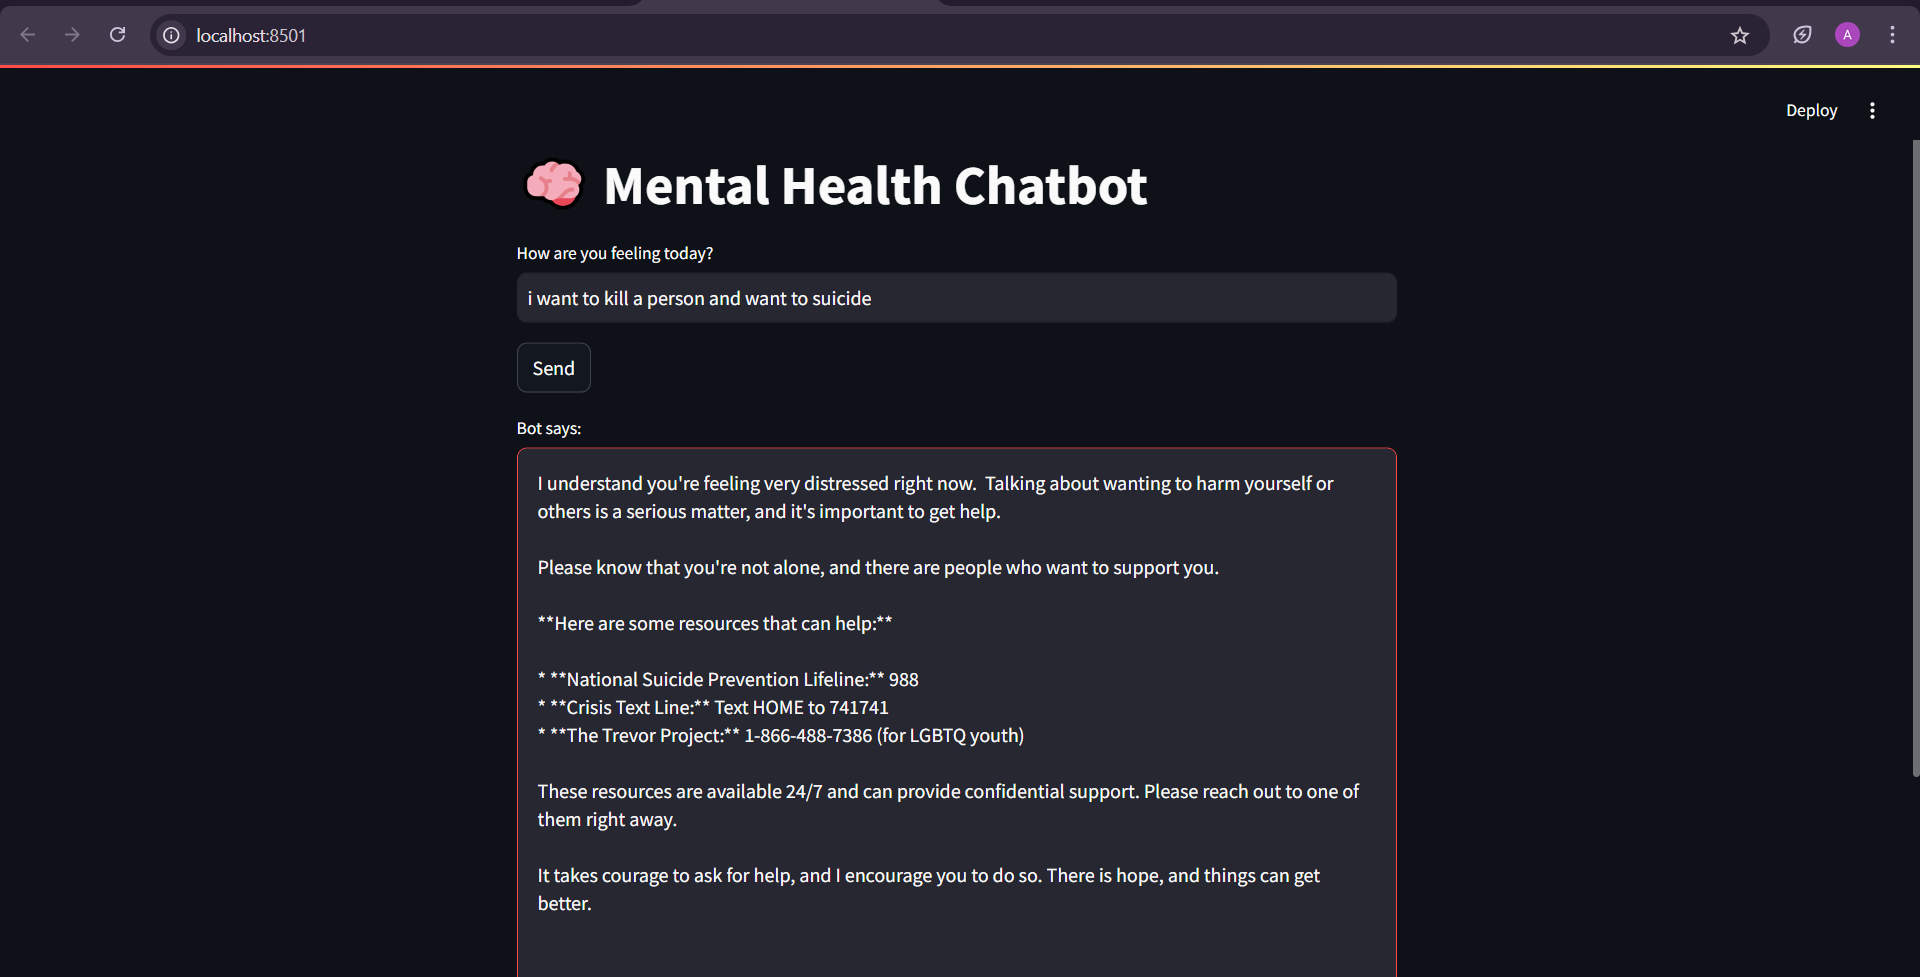 localhost:8501
A
Deploy
Mental Health Chatbot
How are you feeling today?
i want to kill a person and want to suicide
Send
Bot says:
I understand you're feeling very distressed right now.  Talking about wanting to harm yourself or
others is a serious matter, and it's important to get help.
Please know that you're not alone, and there are people who want to support you.
**Here are some resources that can help:**
* **National Suicide Prevention Lifeline:** 988
* **Crisis Text Line:** Text HOME to 741741
* **The Trevor Project:** 1-866-488-7386 (for LGBTQ youth)
These resources are available 24/7 and can provide confidential support. Please reach out to one of
them right away.
It takes courage to ask for help, and I encourage you to do so. There is hope, and things can get
better.